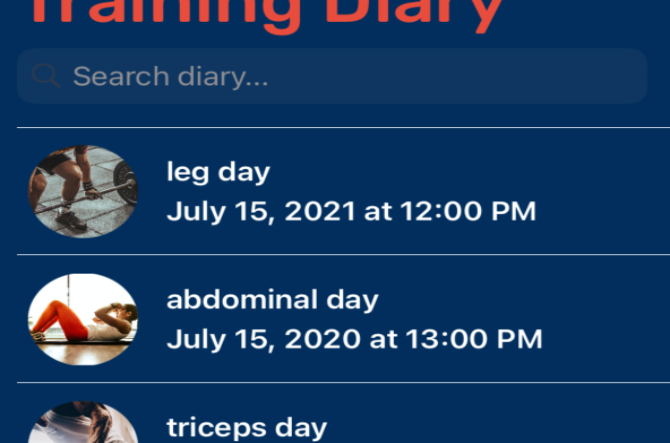 Training Diary
Search diary...
leg day
July 15, 2021 at 12:00 PM
abdominal day
July 15, 2020 at 13:00 PM
triceps day